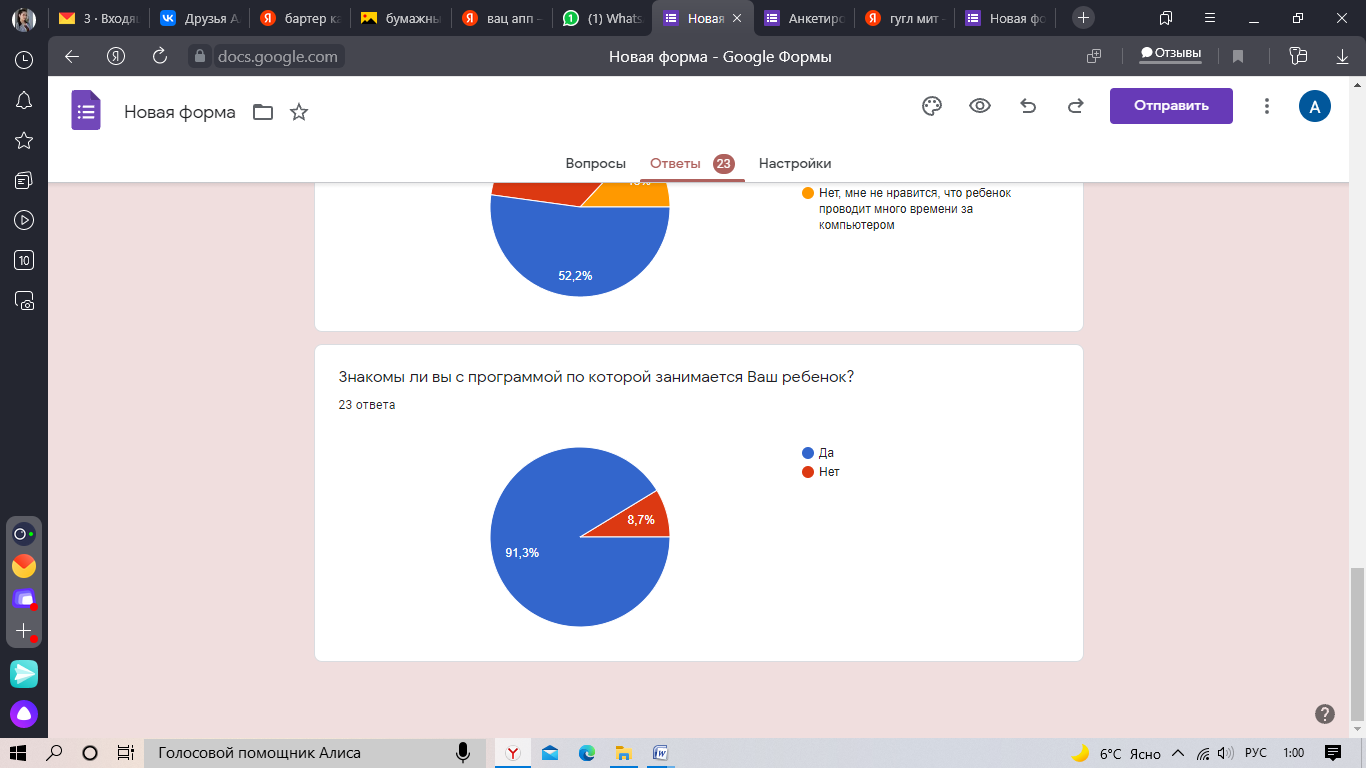 3 · Входящ
Друзья А
бартер ка
бумажны
вац апп –
(1) Whats
Новая
Анкетиро
гугл мит –
Новая фо
docs.google.com
Новая форма - Google Формы
Отзывы
Новая форма
Отправить
A
Вопросы
Ответы 23
Настройки
Нет, мне не нравится, что ребенок
проводит много времени за
компьютером
52,2%
Знакомы ли вы с программой по которой занимается Ваш ребенок?
23 ответа
Да
Нет
8,7%
91,3%
10
Голосовой помощник Алиса
6°C Ясно
РУС
1:00